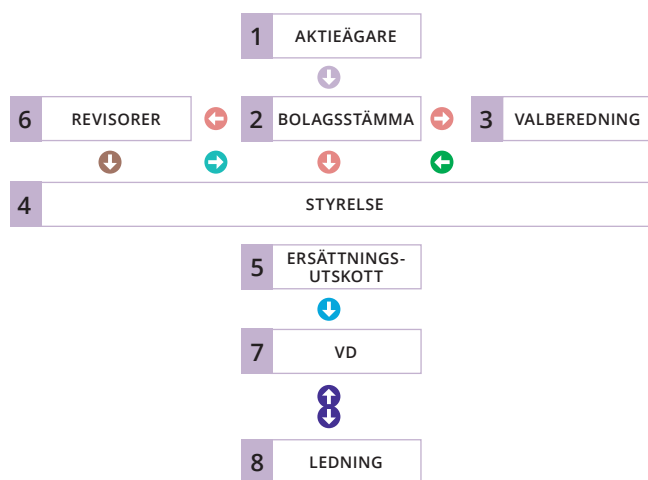 1 AKTIEÄGARE
6 REVISORER
2 BOLAGSSTÄMMA
3 VALBEREDNING
4 STYRELSE
5 ERSÄTTNINGS-
UTSKOTT
7 VD
8 LEDNING